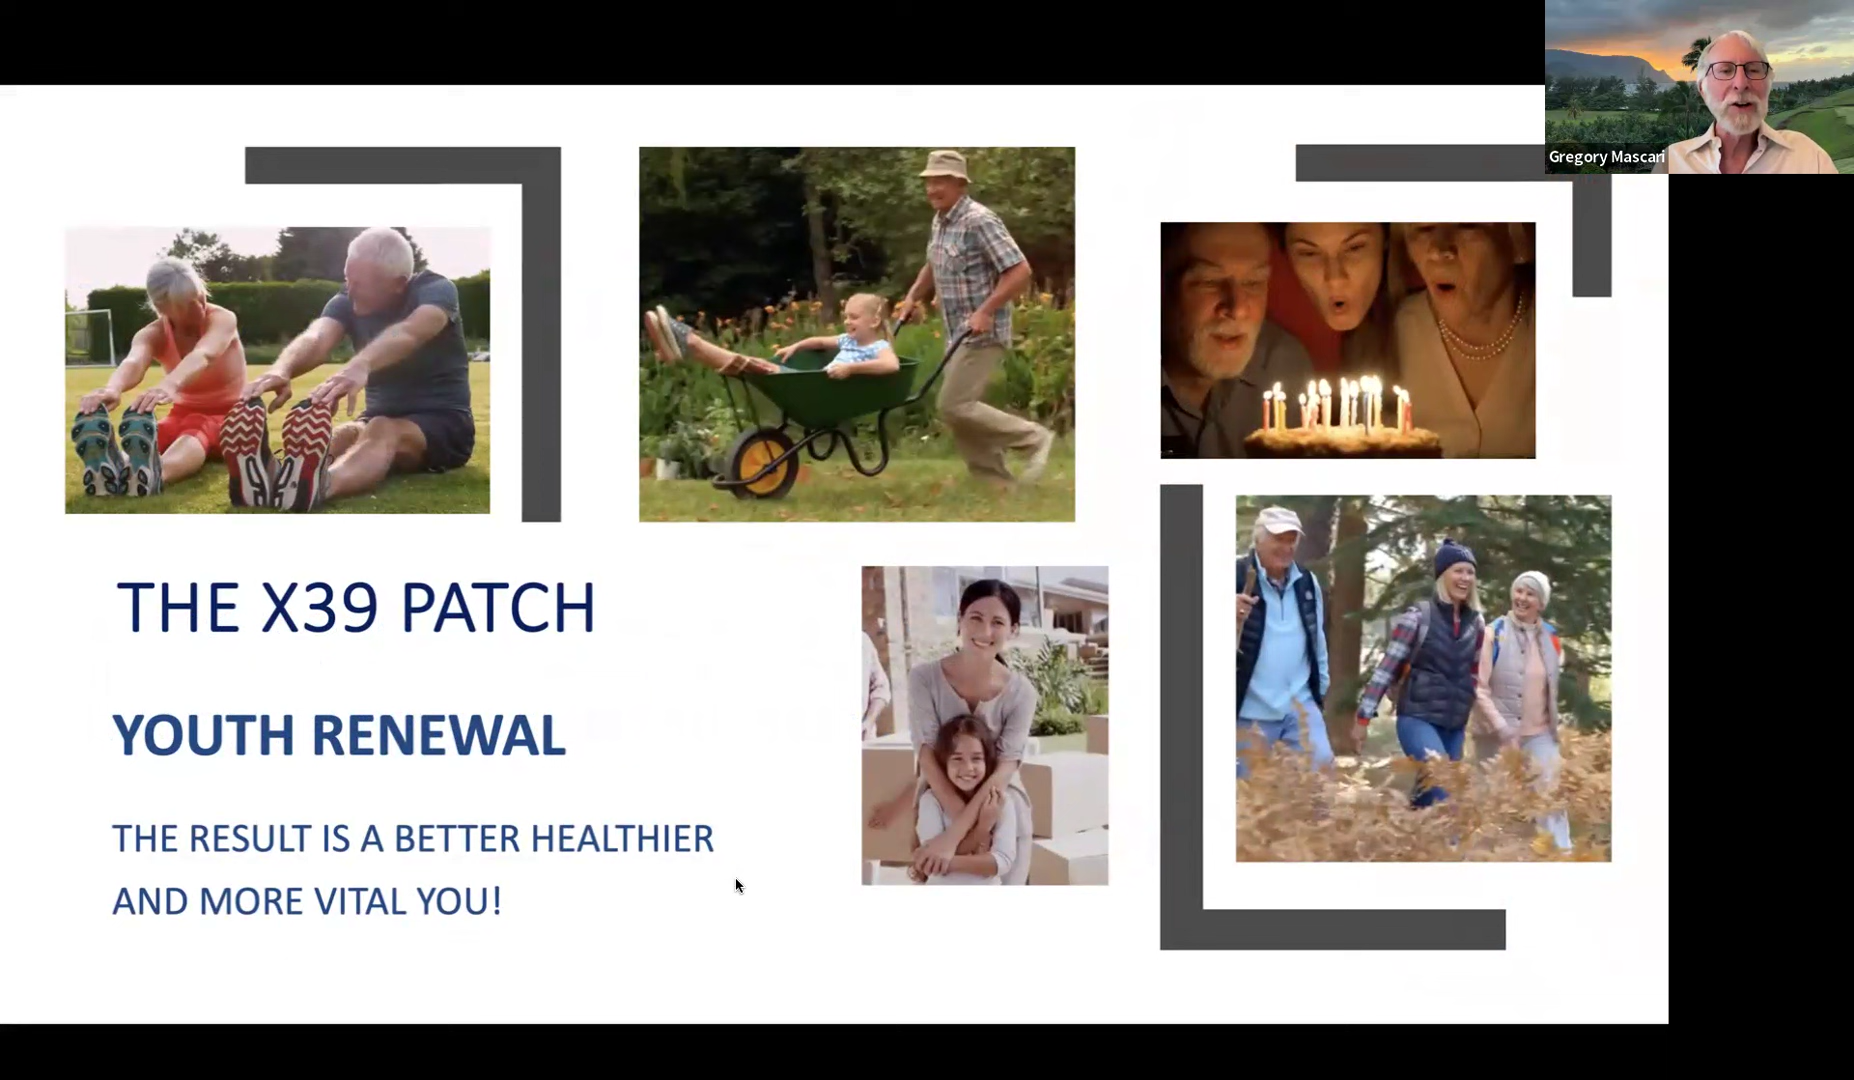 Gregory Mascari
THE X39 PATCH
YOUTH RENEWAL
THE RESULT IS A BETTER HEALTHIER
AND MORE VITAL YOU!